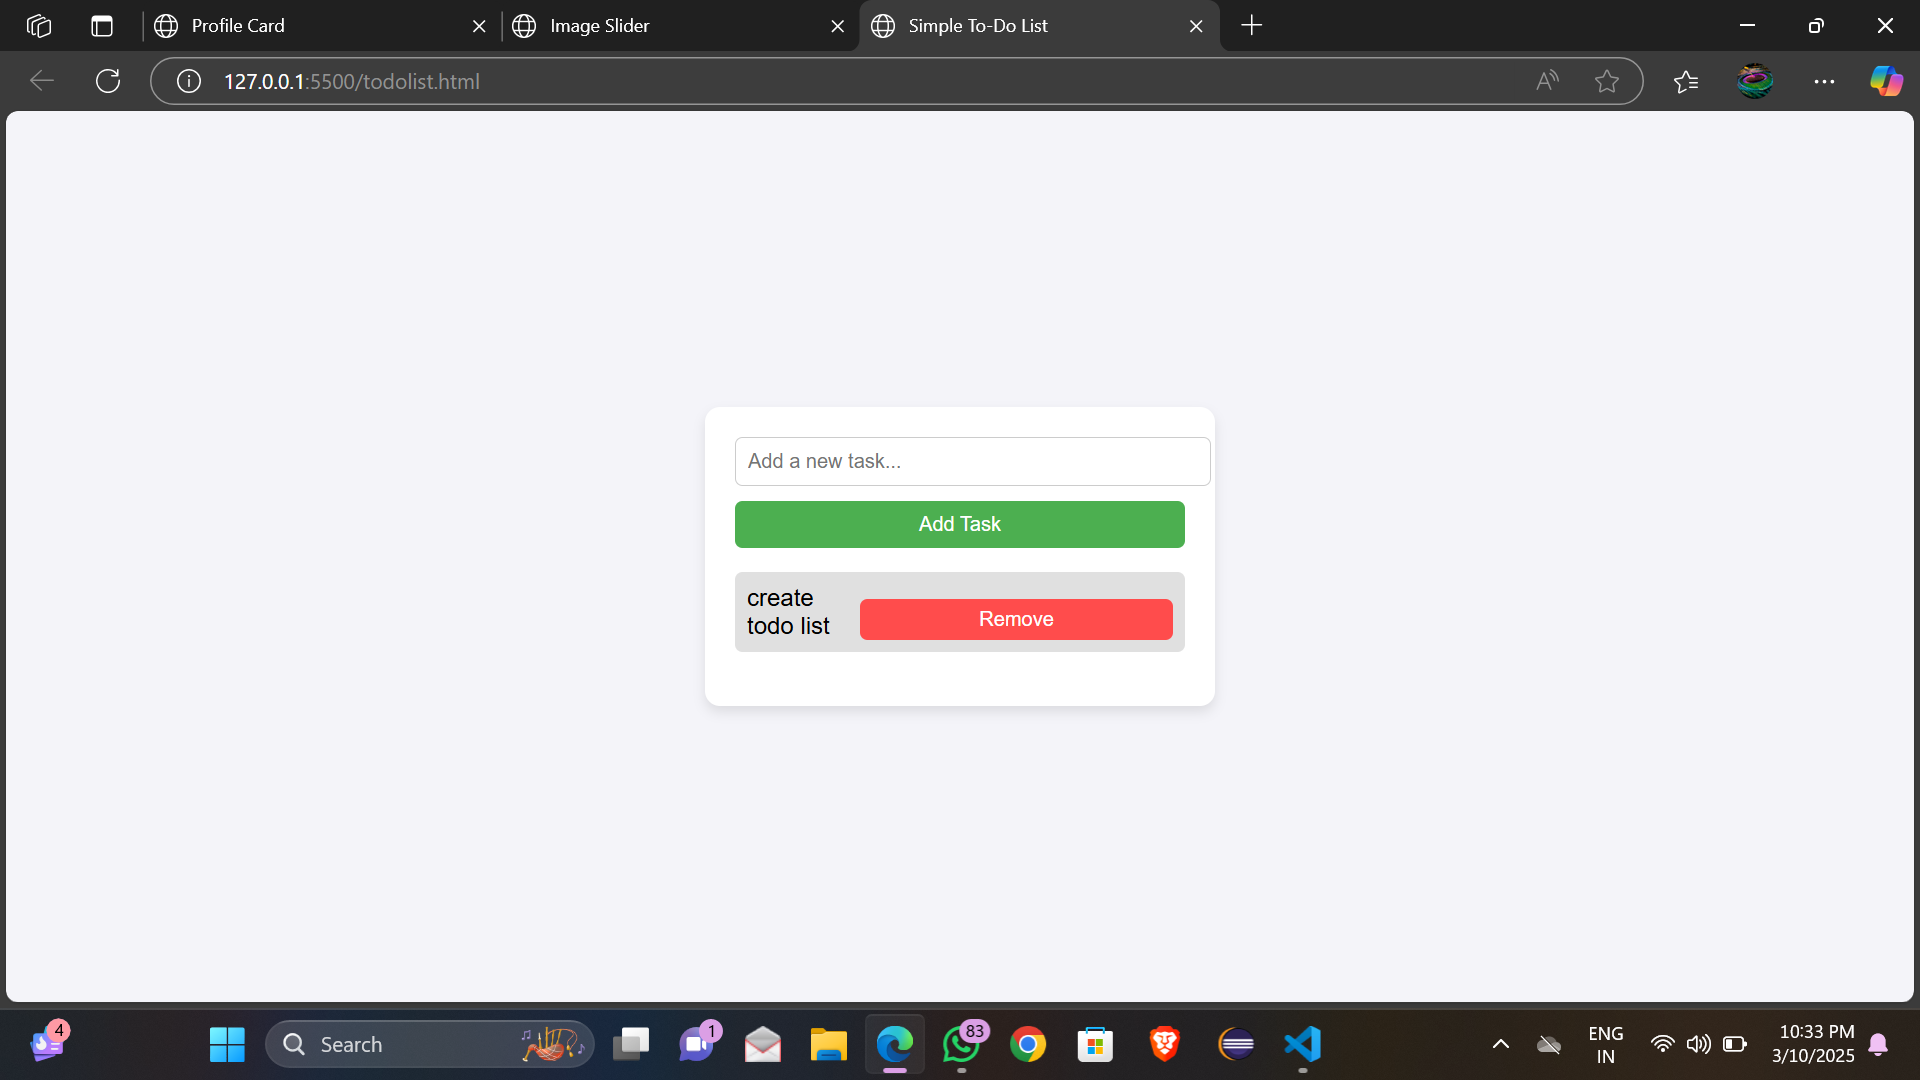 Profile Card
Image Slider
Simple To-Do List
127.0.0.1:5500/todolist.html
Add a new task...
Add Task
create
todo list
Remove
4
Search
1
83
ENG
IN
10:33 PM
3/10/2025